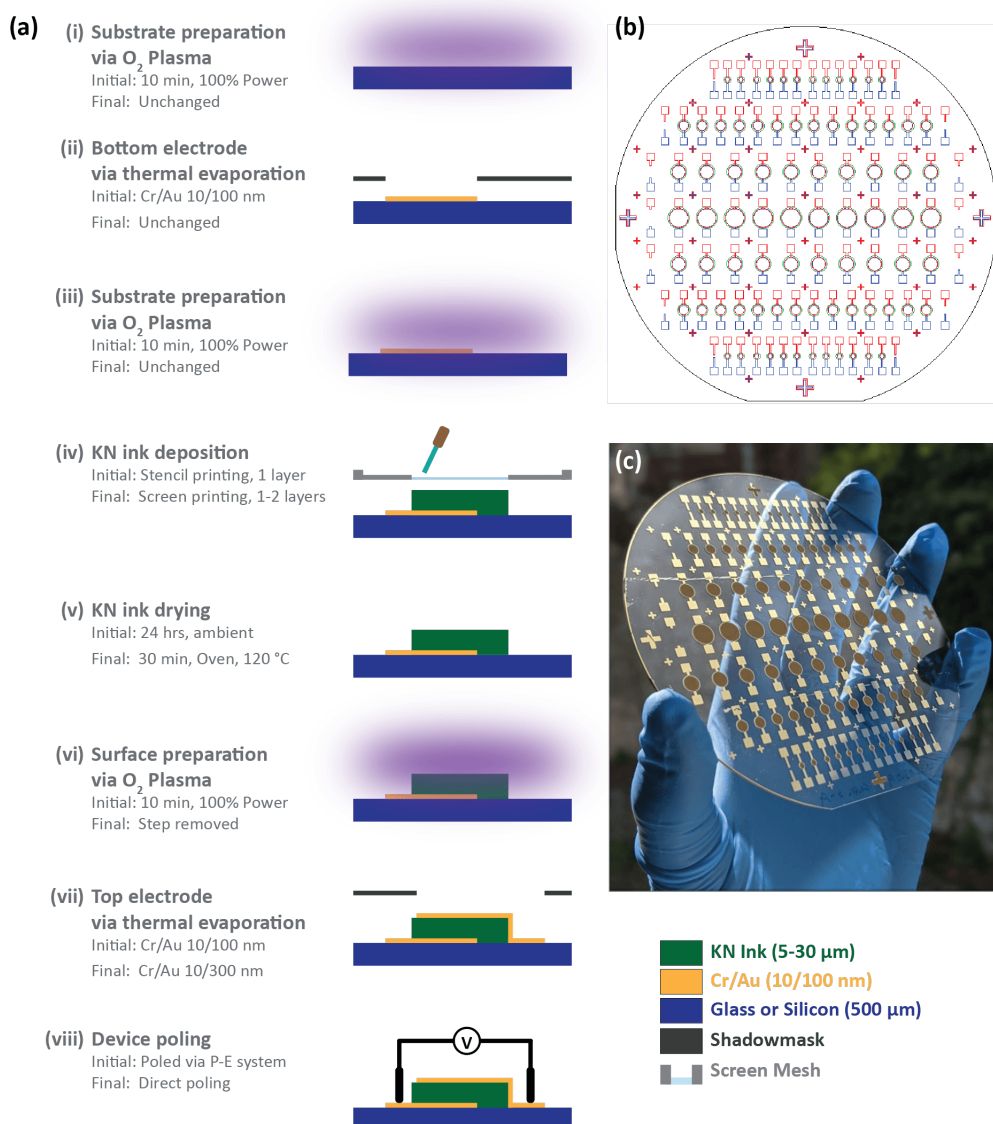 (a)
(i) Substrate preparation
via O₂ Plasma
Initial: 10 min, 100% Power
Final: Unchanged
(ii) Bottom electrode
via thermal evaporation
Initial: Cr/Au 10/100 nm
Final: Unchanged
(iii) Substrate preparation
via O₂ Plasma
Initial: 10 min, 100% Power
Final: Unchanged
(iv) KN ink deposition
Initial: Stencil printing, 1 layer
Final: Screen printing, 1-2 layers
(v) KN ink drying
Initial: 24 hrs, ambient
Final: 30 min, Oven, 120 °C
(vi) Surface preparation
via O₂ Plasma
Initial: 10 min, 100% Power
Final: Step removed
(vii) Top electrode
via thermal evaporation
Initial: Cr/Au 10/100 nm
Final: Cr/Au 10/300 nm
(viii) Device poling
Initial: Poled via P-E system
Final: Direct poling
V
(b)
(c)
KN Ink (5-30 µm)
Cr/Au (10/100 nm)
Glass or Silicon (500 µm)
Shadowmask
Screen Mesh